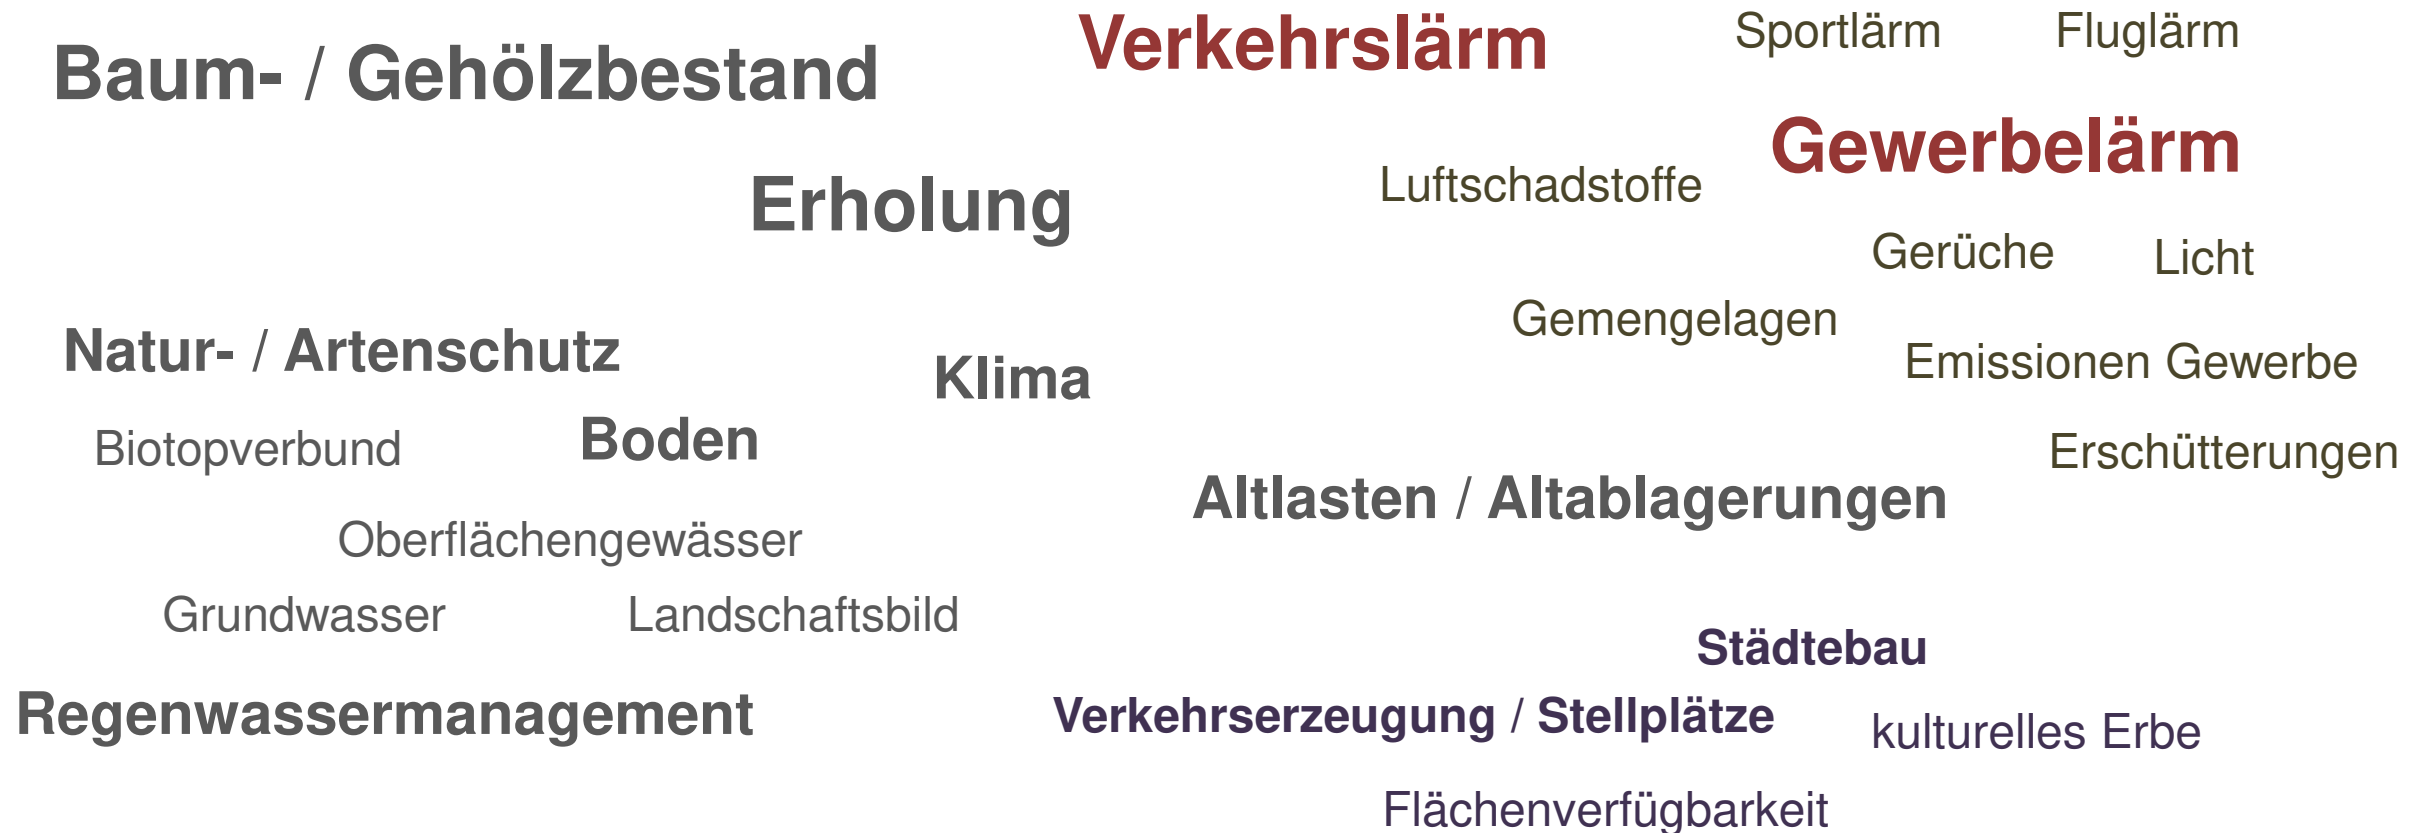 Verkehrslärm
Sportlärm
Fluglärm
Baum- / Gehölzbestand
Gewerbelärm
Luftschadstoffe
Erholung
Gerüche
Licht
Gemengelagen
Natur- / Artenschutz
Emissionen Gewerbe
Klima
Boden
Biotopverbund
Erschütterungen
Altlasten / Altablagerungen
Oberflächengewässer
Grundwasser
Landschaftsbild
Städtebau
Regenwassermanagement
Verkehrserzeugung / Stellplätze
kulturelles Erbe
Flächenverfügbarkeit